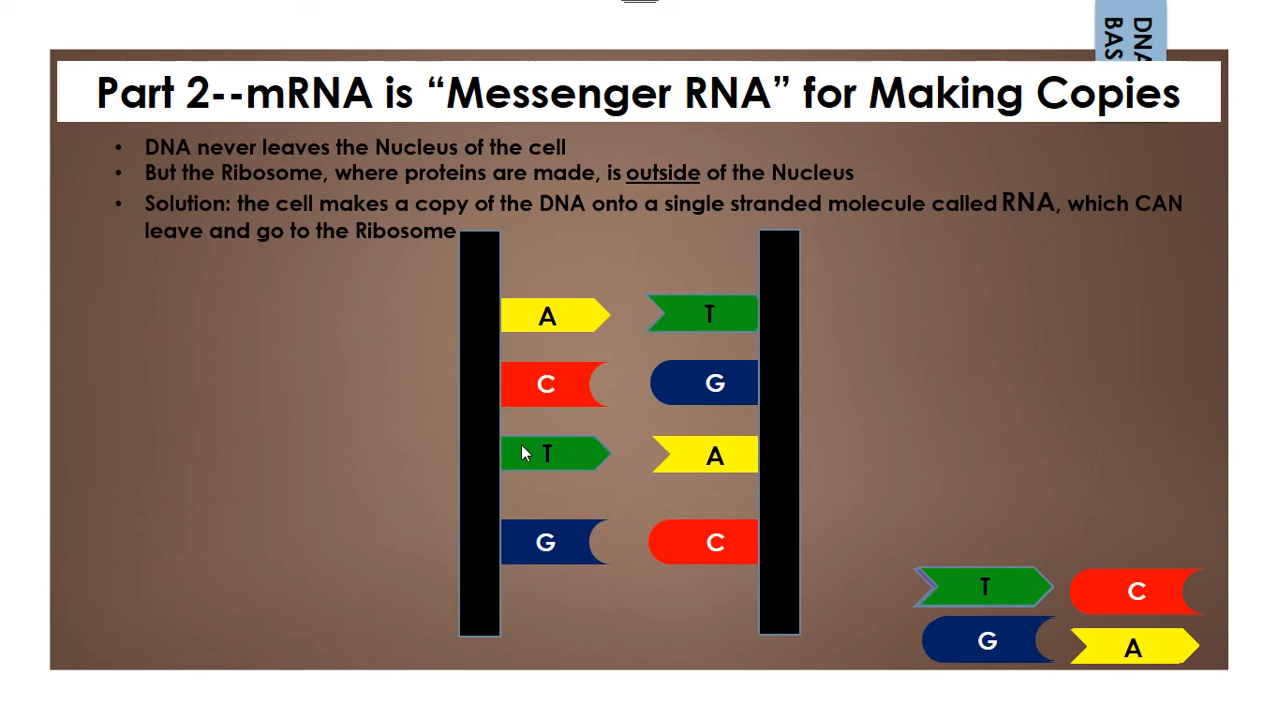 DNA
BAS
Part 2--mRNA is “Messenger RNA” for Making Copies
• DNA never leaves the Nucleus of the cell
• But the Ribosome, where proteins are made, is outside of the Nucleus
• Solution: the cell makes a copy of the DNA onto a single stranded molecule called RNA, which CAN
leave and go to the Ribosome
A T
C G
T A
G C
T C
G A